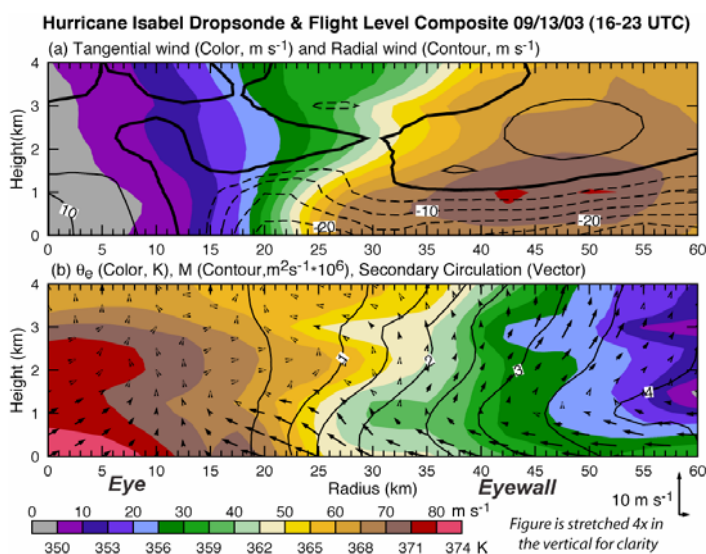 Hurricane Isabel Dropsonde & Flight Level Composite 09/13/03 (16-23 UTC)
(a) Tangential wind (Color, m s⁻¹) and Radial wind (Contour, m s⁻¹)
4
3
2
1
0
Height(km)
10
-20
-10
-20
0 5 10 15 20 25 30 35 40 45 50 55 60
(b) θe (Color, K), M (Contour,m²s⁻¹*10⁶), Secondary Circulation (Vector)
4
3
2
1
0
Height (km)
1
2
3
4
0 5 10 15 20 25 30 35 40 45 50 55 60
Eye Radius (km) Eyewall
0 10 20 30 40 50 60 70 80 m s⁻¹
350 353 356 359 362 365 368 371 374 K
10 m s⁻¹
Figure is stretched 4x in
the vertical for clarity